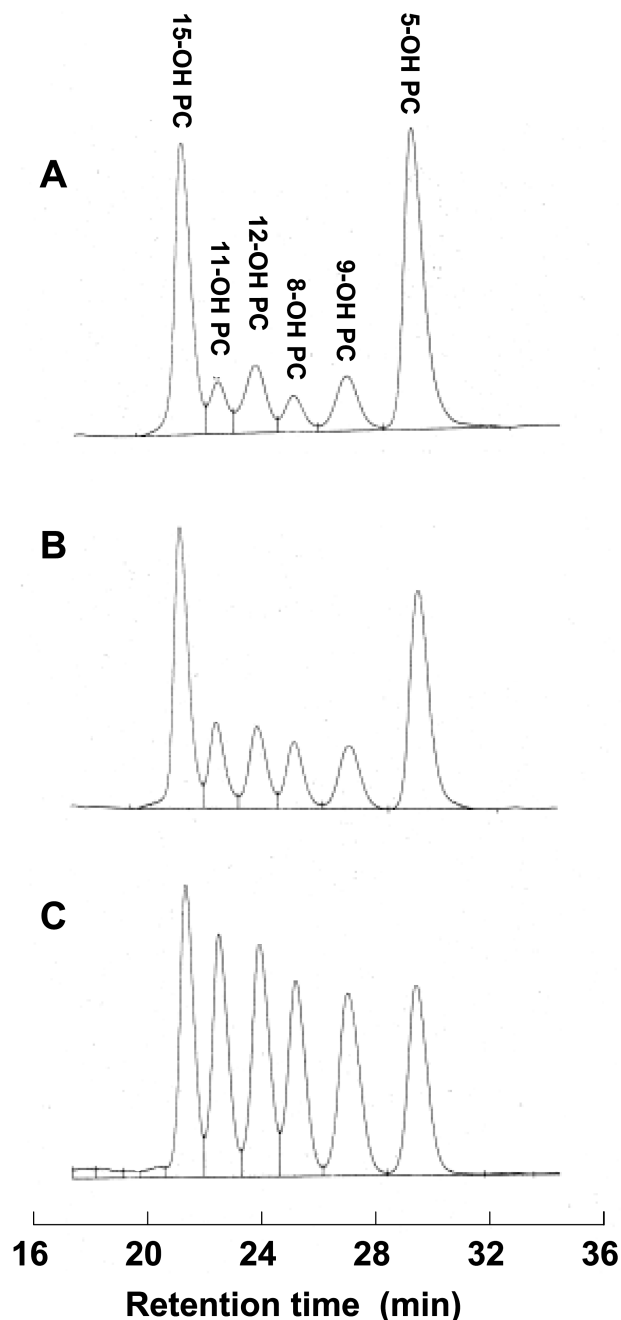 15-OH PC
5-OH PC
A
12-OH PC
11-OH PC
9-OH PC
8-OH PC
B
C
16 20 24 28 32 36
Retention time (min)